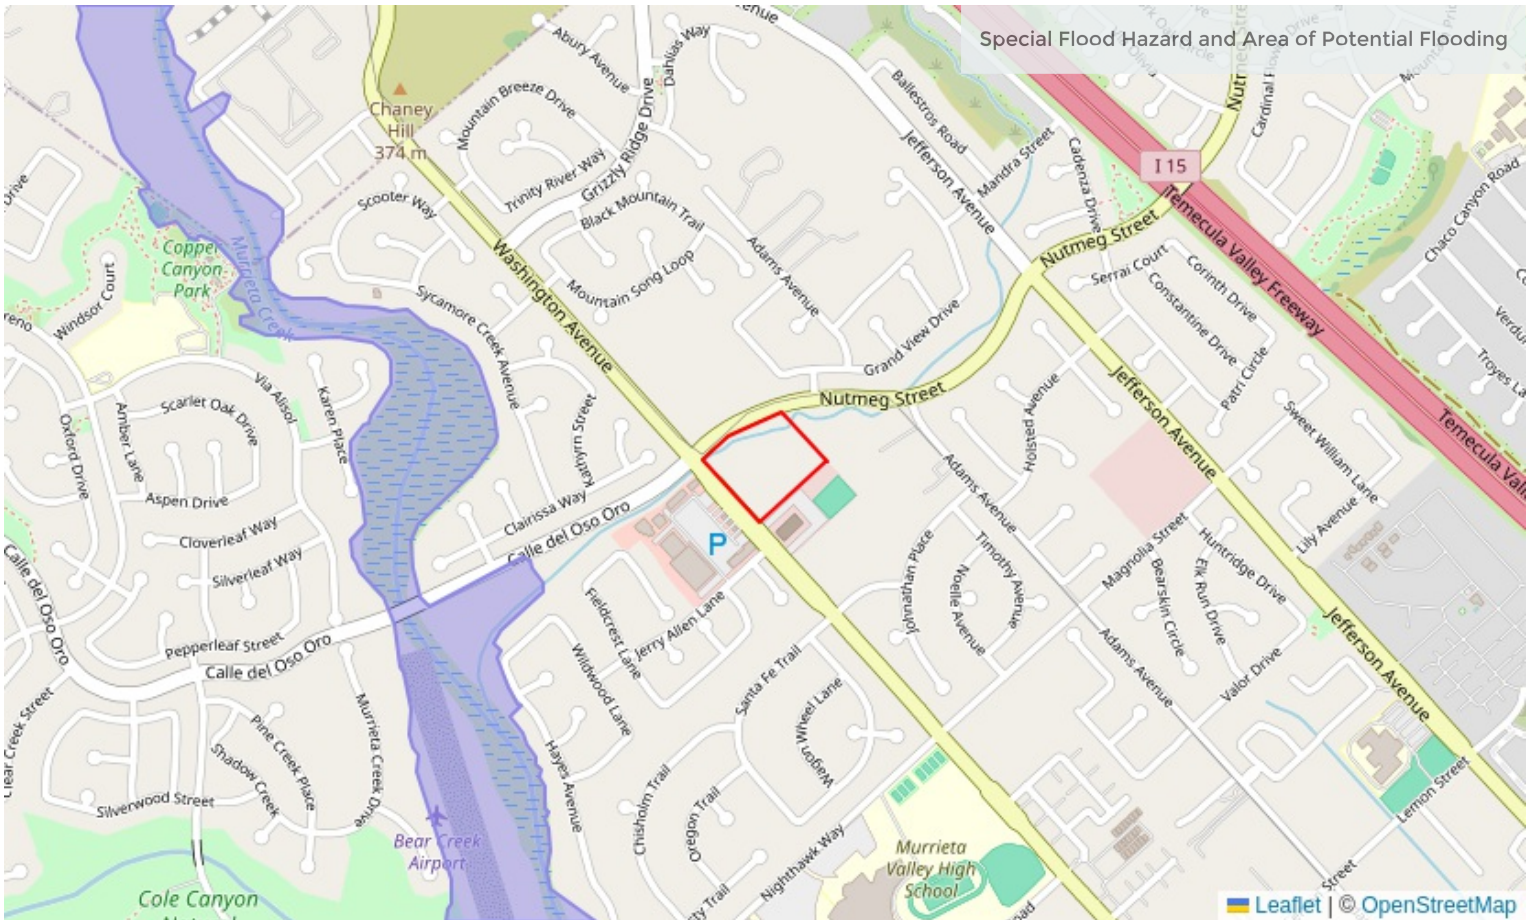 Special Flood Hazard and Area of Potential Flooding
Abury Avenue
Dahlias Way
Mountain Breeze Drive
Chaney
Hill
374 m
Trinity River Way
Grizzly Ridge Drive
Black Mountain Trail
Scooter Way
Mountain Song Loop
Adams Avenue
Washington Avenue
Sycamore Creek Avenue
Ballestros Road
Mandra Street
Jefferson Avenue
Cadenza Drive
I 15
Nutmeg Street
Temecula Valley Freeway
Chaco Canyon Road
Serrai Court
Corinth Drive
Constantine Drive
Patri Circle
Copper
Canyon
Park
Murrieta Creek
Windsor Court
Drive
Via Alisol
Karen Place
Scarlet Oak Drive
Amber Lane
Oxford Drive
Aspen Drive
Cloverleaf Way
Silverleaf Way
Kathyrn Street
Clairissa Way
Calle del Oso Oro
Grand View Drive
Nutmeg Street
Holsted Avenue
Adams Avenue
Jefferson Avenue
Sweet William Lane
Lily Avenue
P
Magnolia Street
Huntridge Drive
Elk Run Drive
Bearskin Circle
Johnathan Place
Timothy Avenue
Noelle Avenue
Calle del Oso Oro
Pepperleaf Street
Calle del Oso Oro
Fieldcrest Lane
Jerry Allen Lane
Wildwood Lane
Santa Fe Trail
Wagon Wheel Lane
Adams Avenue
Valor Drive
Jefferson Avenue
Lemon Street
Clear Creek Street
Pine Creek Place
Shadow Creek
Silverwood Street
Murrieta Creek Drive
Hayes Avenue
Chisholm Trail
Oregon Trail
Nighthawk Way
Bear Creek
Airport
Murrieta
Valley High
School
Cole Canyon
Street
Leaflet | © OpenStreetMap